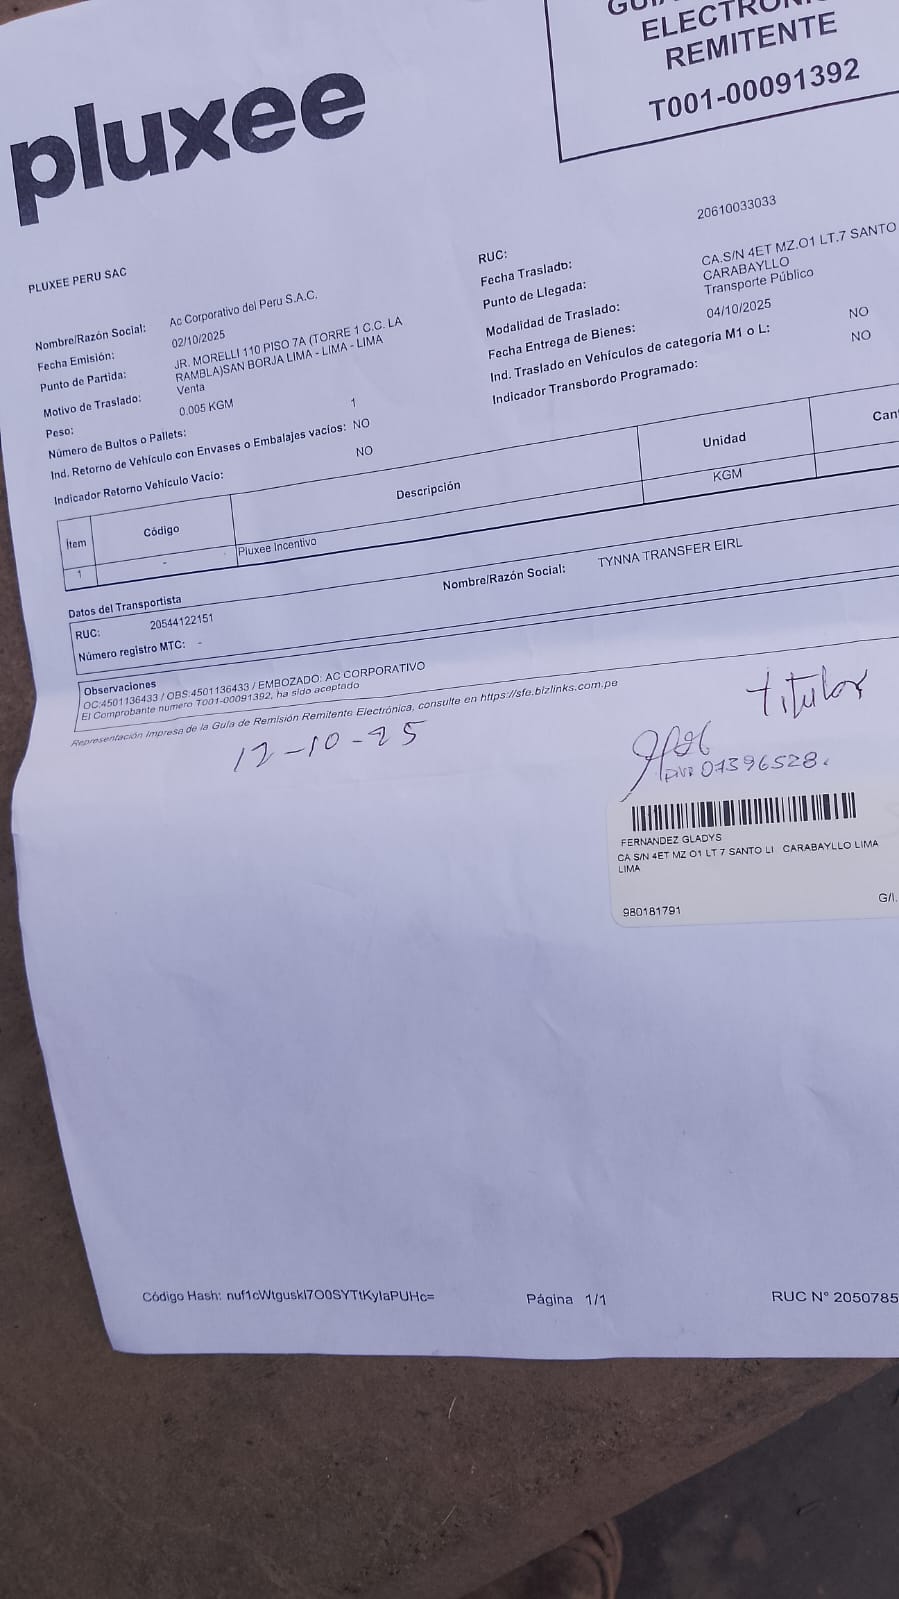 ELECTRÓNI
REMITENTE
T001-00091392
pluxee
PLUXEE PERU SAC
Nombre/Razón Social: Ac Corporativo del Peru S.A.C.
Fecha Emisión: 02/10/2025
Punto de Partida: JR. MORELLI 110 PISO 7A (TORRE 1 C.C. LA
RAMBLA)SAN BORJA LIMA - LIMA - LIMA
Motivo de Traslado: Venta
Peso: 0.005 KGM
Número de Bultos o Pallets: 1
Ind. Retorno de Vehículo con Envases o Embalajes vacíos: NO
Indicador Retorno Vehículo Vacio: NO
RUC: 20610033033
Fecha Traslado:
Punto de Llegada: CA.S/N 4ET MZ.O1 LT.7 SANTO
CARABAYLLO
Modalidad de Traslado: Transporte Público
Fecha Entrega de Bienes: 04/10/2025
Ind. Traslado en Vehículos de categoría M1 o L: NO
Indicador Transbordo Programado: NO
Ítem Código Descripción Unidad Can
1 - Pluxee Incentivo KGM
Datos del Transportista
RUC: 20544122151 Nombre/Razón Social: TYNNA TRANSFER EIRL
Número registro MTC: -
Observaciones
OC:4501136433 / OBS:4501136433 / EMBOZADO: AC CORPORATIVO
El Comprobante numero T001-00091392, ha sido aceptado
Representación Impresa de la Guía de Remisión Remitente Electrónica, consulte en https://sfe.bizlinks.com.pe
12-10-25
titular
07396528.
FERNANDEZ GLADYS
CA S/N 4ET MZ O1 LT 7 SANTO LI CARABAYLLO LIMA
LIMA
980181791
G/I.
Código Hash: nuf1cWtguskI7O0SYTtKyIaPUHc=
Página 1/1
RUC N° 2050785